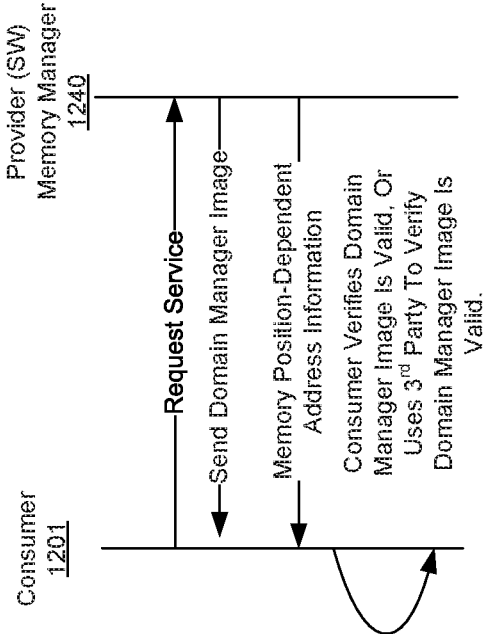 Consumer
1201
Provider (SW)
Memory Manager
1240
Request Service
Send Domain Manager Image
Memory Position-Dependent
Address Information
Consumer Verifies Domain
Manager Image Is Valid, Or
Uses 3rd Party To Verify
Domain Manager Image Is
Valid.